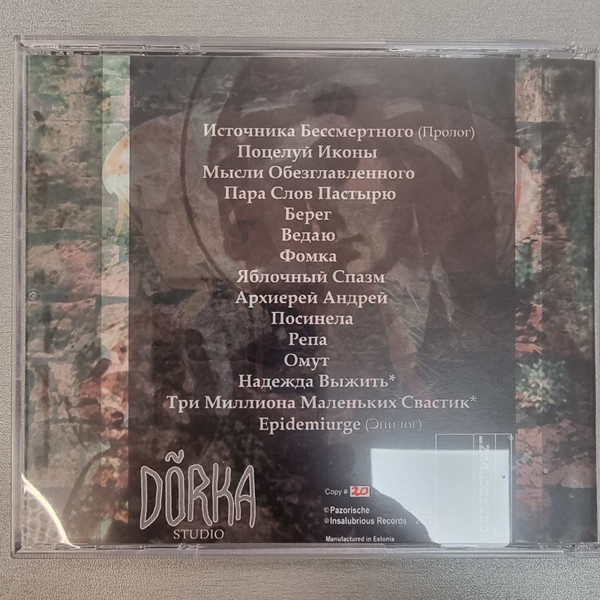 Источника Бессмертного (Пролог)
Поцелуй Иконы
Мысли Обезглавленного
Пара Слов Пастырю
Берег
Ведаю
Фомка
Яблочный Спазм
Архиерей Андрей
Посинела
Репа
Омут
Надежда Выжить*
Три Миллиона Маленьких Свастик*
Epidemiurge (Эпилог)
DÕRKA
STUDIO
Copy # 20
© Pazorische
® Insalubrious Records
Manufactured in Estonia